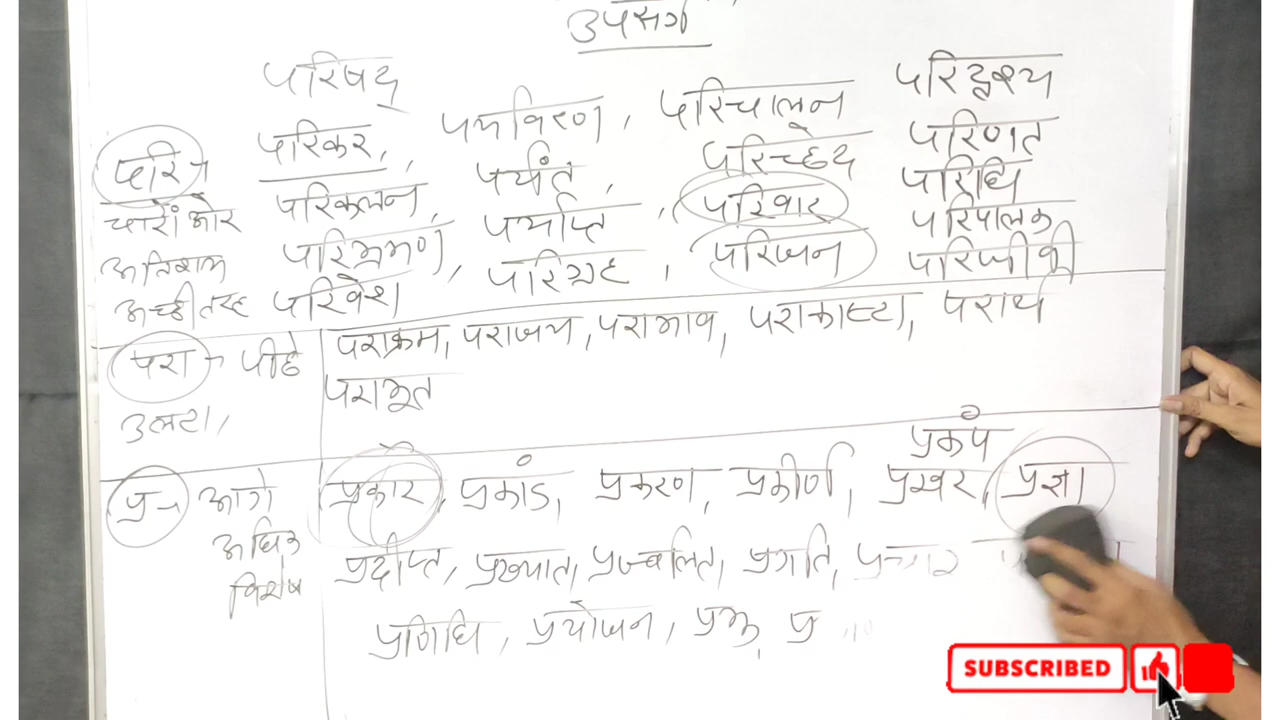 उपसर्ग
परिषद्
परिकर, पर्यावरण, परिचालन परिदृश्य
परि → पर्यंत, परिच्छेद परिणत
चारों ओर परिकलन, पर्याप्त, परिवार परिधि
अतिशय परिभ्रमण, परिग्रह, परिजन परिपालक
अच्छी तरह परिवेश परिजीवी
परा → पीछे पराक्रम, पराजय, पराभाव, पराकाष्टा, परार्थ
उलटा, पराभूत
प्रकंप
प्र → आगे प्रकार, प्रकांड, प्रकरण, प्रकीर्ण, प्रखर, प्रज्ञा
अधिक प्रदीप्त, प्रख्यात, प्रज्वलित, प्रगति,
विशेष प्रणिधि, प्रयोजन, प्र
SUBSCRIBED